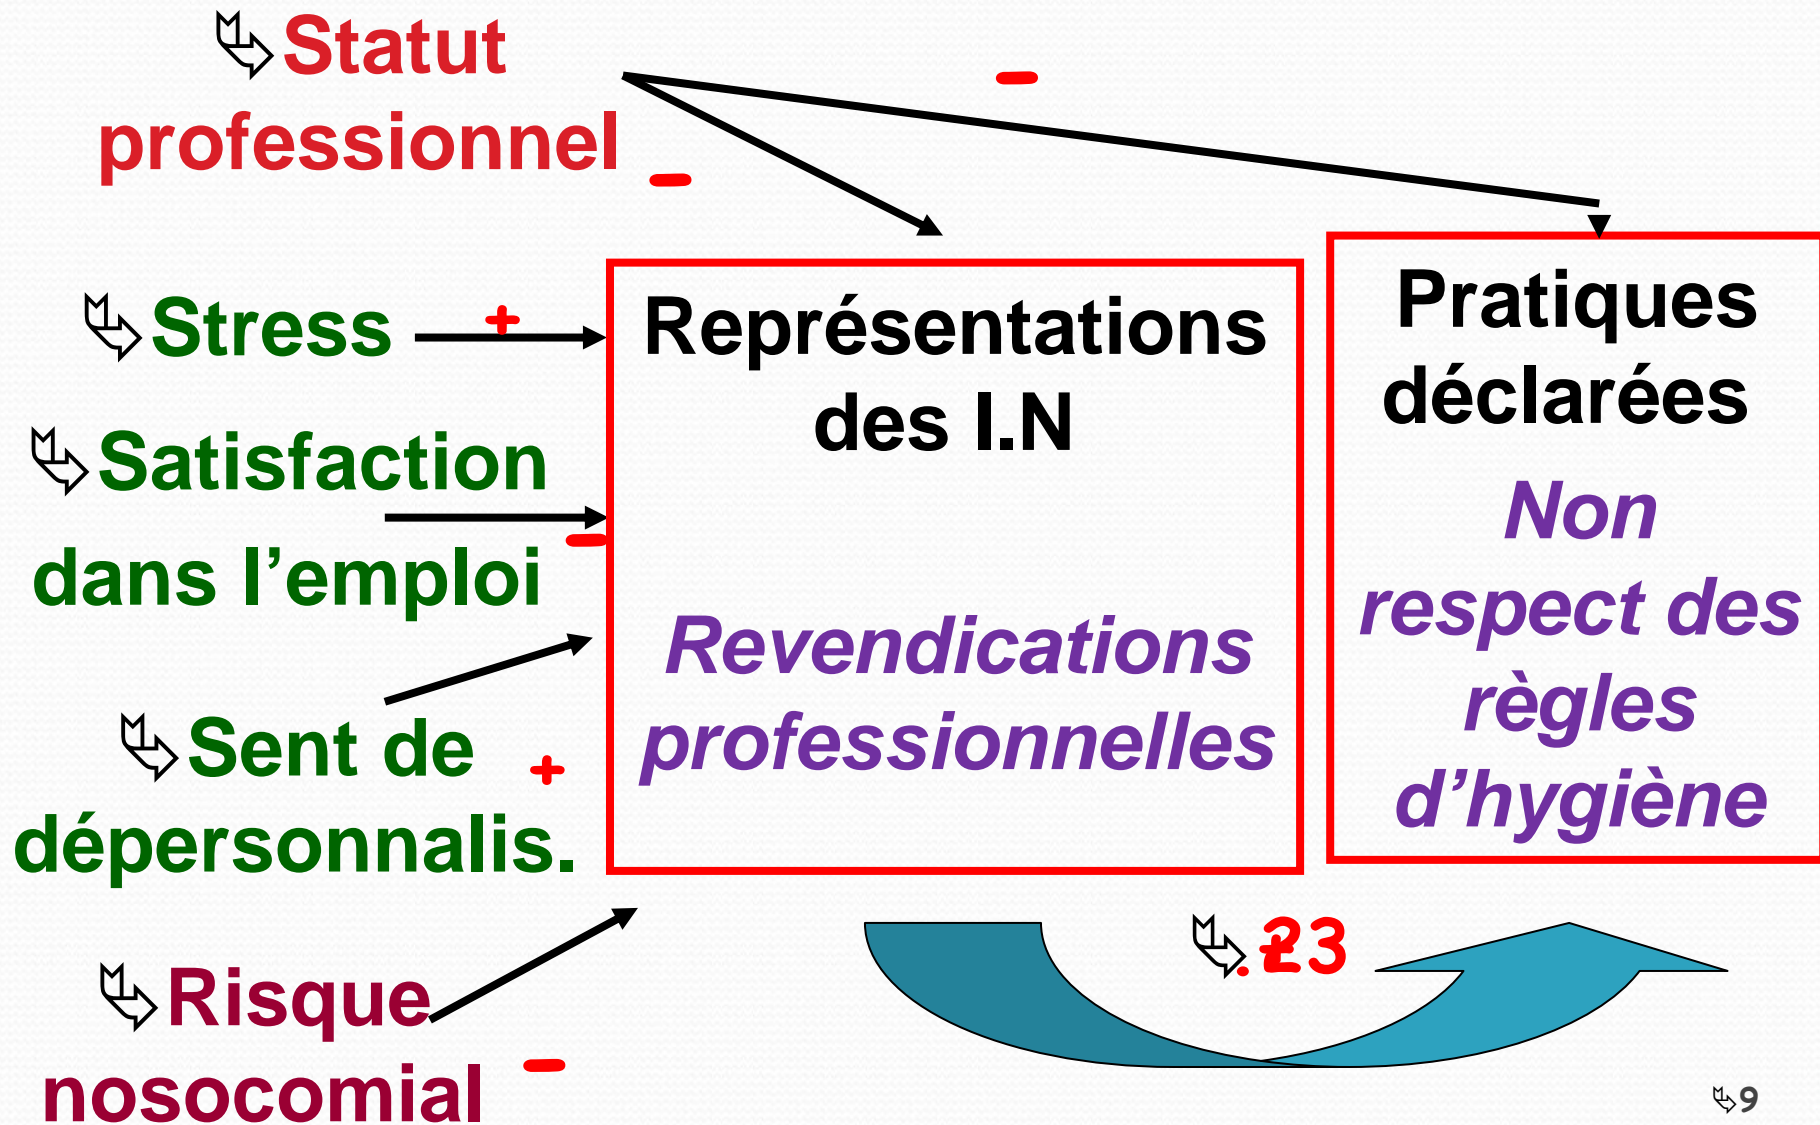 Statut
professionnel
-
-
Stress
+
Satisfaction
dans l’emploi
-
Sent de
dépersonnalis.
+
Risque
nosocomial
-
Représentations
des I.N
Revendications
professionnelles
Pratiques
déclarées
Non
respect des
règles
d’hygiène
+
.23
9